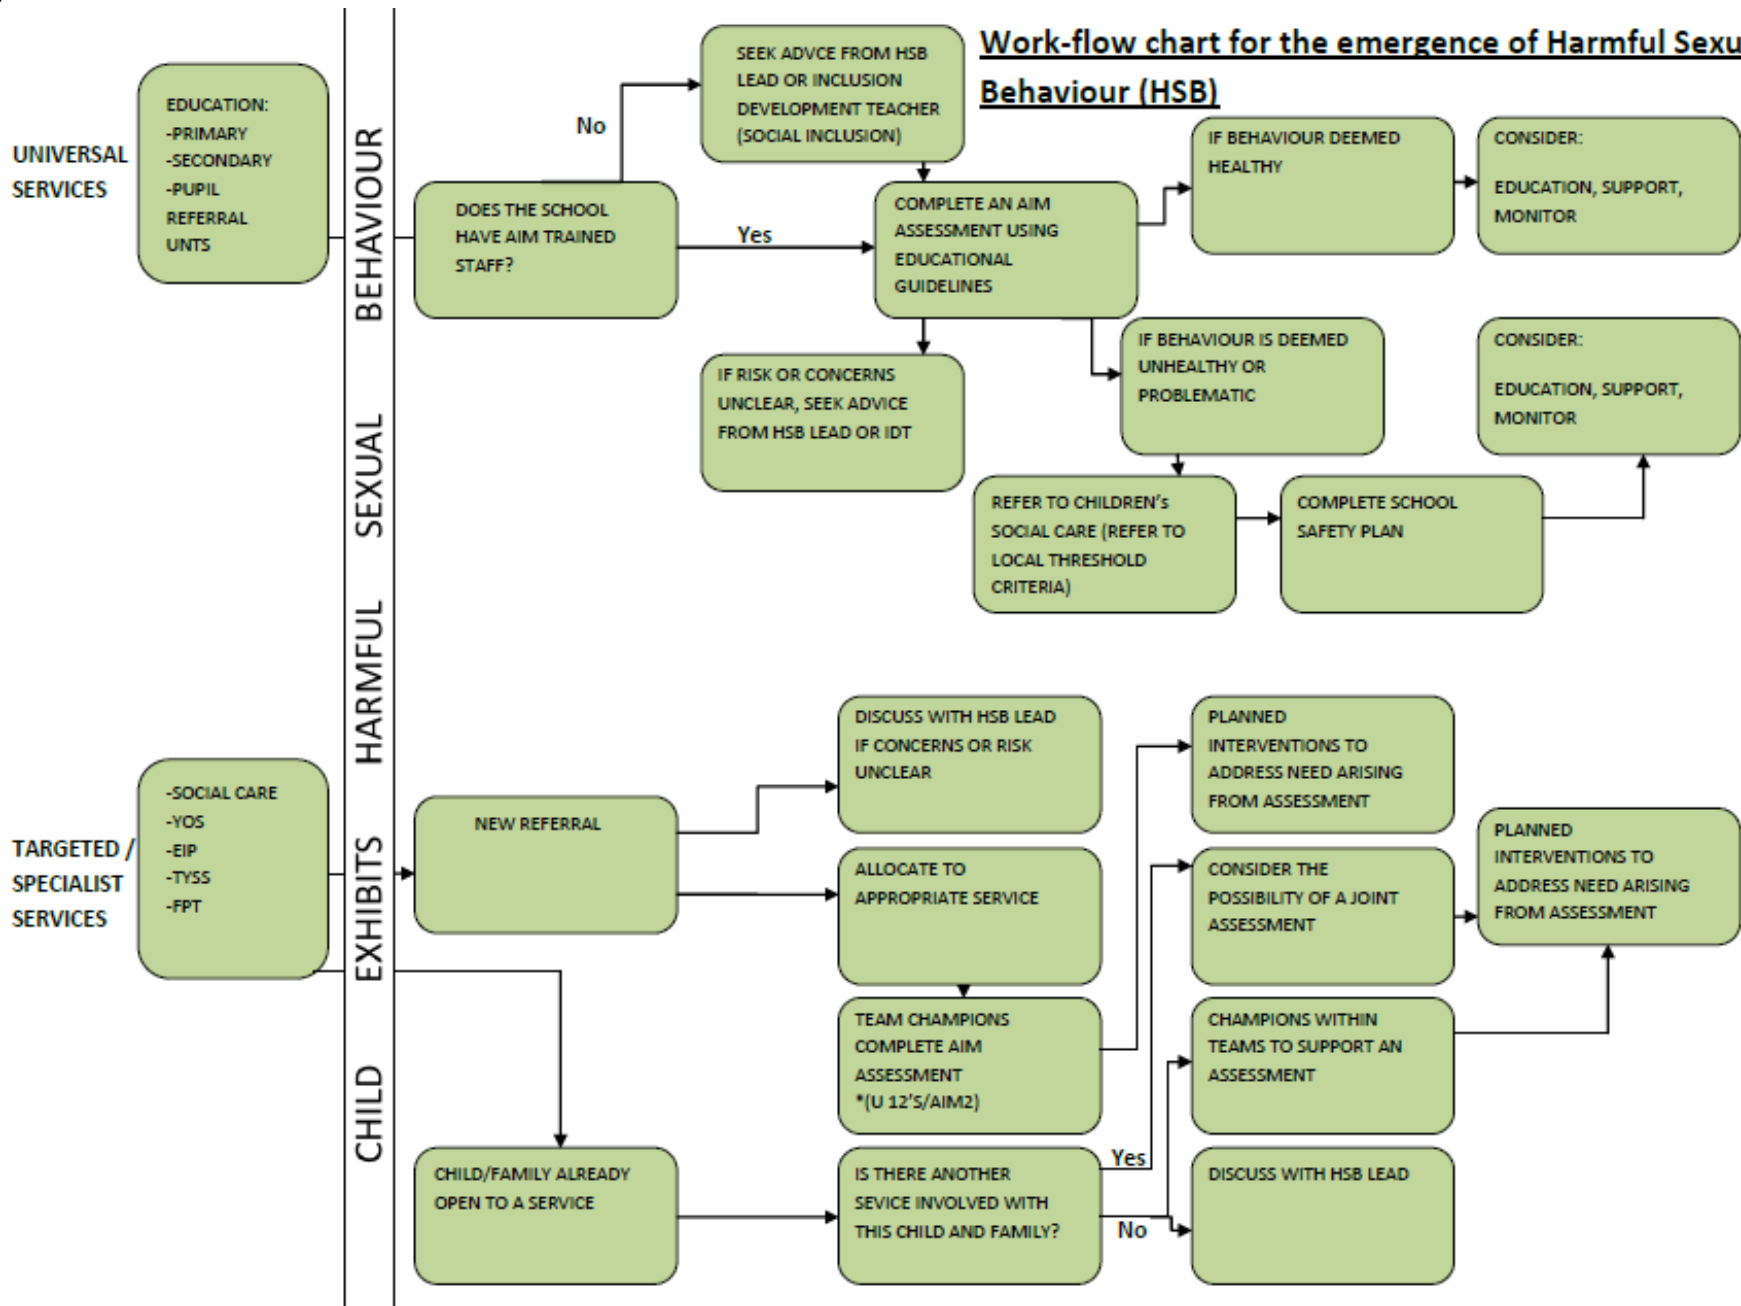 Work-flow chart for the emergence of Harmful Sexu
Behaviour (HSB)
UNIVERSAL
SERVICES
EDUCATION:
-PRIMARY
-SECONDARY
-PUPIL
REFERRAL
UNTS
CHILD EXHIBITS HARMFUL SEXUAL BEHAVIOUR
DOES THE SCHOOL
HAVE AIM TRAINED
STAFF?
No
Yes
SEEK ADVCE FROM HSB
LEAD OR INCLUSION
DEVELOPMENT TEACHER
(SOCIAL INCLUSION)
COMPLETE AN AIM
ASSESSMENT USING
EDUCATIONAL
GUIDELINES
IF BEHAVIOUR DEEMED
HEALTHY
CONSIDER:
EDUCATION, SUPPORT,
MONITOR
IF RISK OR CONCERNS
UNCLEAR, SEEK ADVICE
FROM HSB LEAD OR IDT
IF BEHAVIOUR IS DEEMED
UNHEALTHY OR
PROBLEMATIC
CONSIDER:
EDUCATION, SUPPORT,
MONITOR
REFER TO CHILDREN's
SOCIAL CARE (REFER TO
LOCAL THRESHOLD
CRITERIA)
COMPLETE SCHOOL
SAFETY PLAN
TARGETED /
SPECIALIST
SERVICES
-SOCIAL CARE
-YOS
-EIP
-TYSS
-FPT
NEW REFERRAL
DISCUSS WITH HSB LEAD
IF CONCERNS OR RISK
UNCLEAR
ALLOCATE TO
APPROPRIATE SERVICE
TEAM CHAMPIONS
COMPLETE AIM
ASSESSMENT
*(U 12'S/AIM2)
PLANNED
INTERVENTIONS TO
ADDRESS NEED ARISING
FROM ASSESSMENT
CONSIDER THE
POSSIBILITY OF A JOINT
ASSESSMENT
PLANNED
INTERVENTIONS TO
ADDRESS NEED ARISING
FROM ASSESSMENT
CHAMPIONS WITHIN
TEAMS TO SUPPORT AN
ASSESSMENT
CHILD/FAMILY ALREADY
OPEN TO A SERVICE
IS THERE ANOTHER
SEVICE INVOLVED WITH
THIS CHILD AND FAMILY?
Yes
No
DISCUSS WITH HSB LEAD